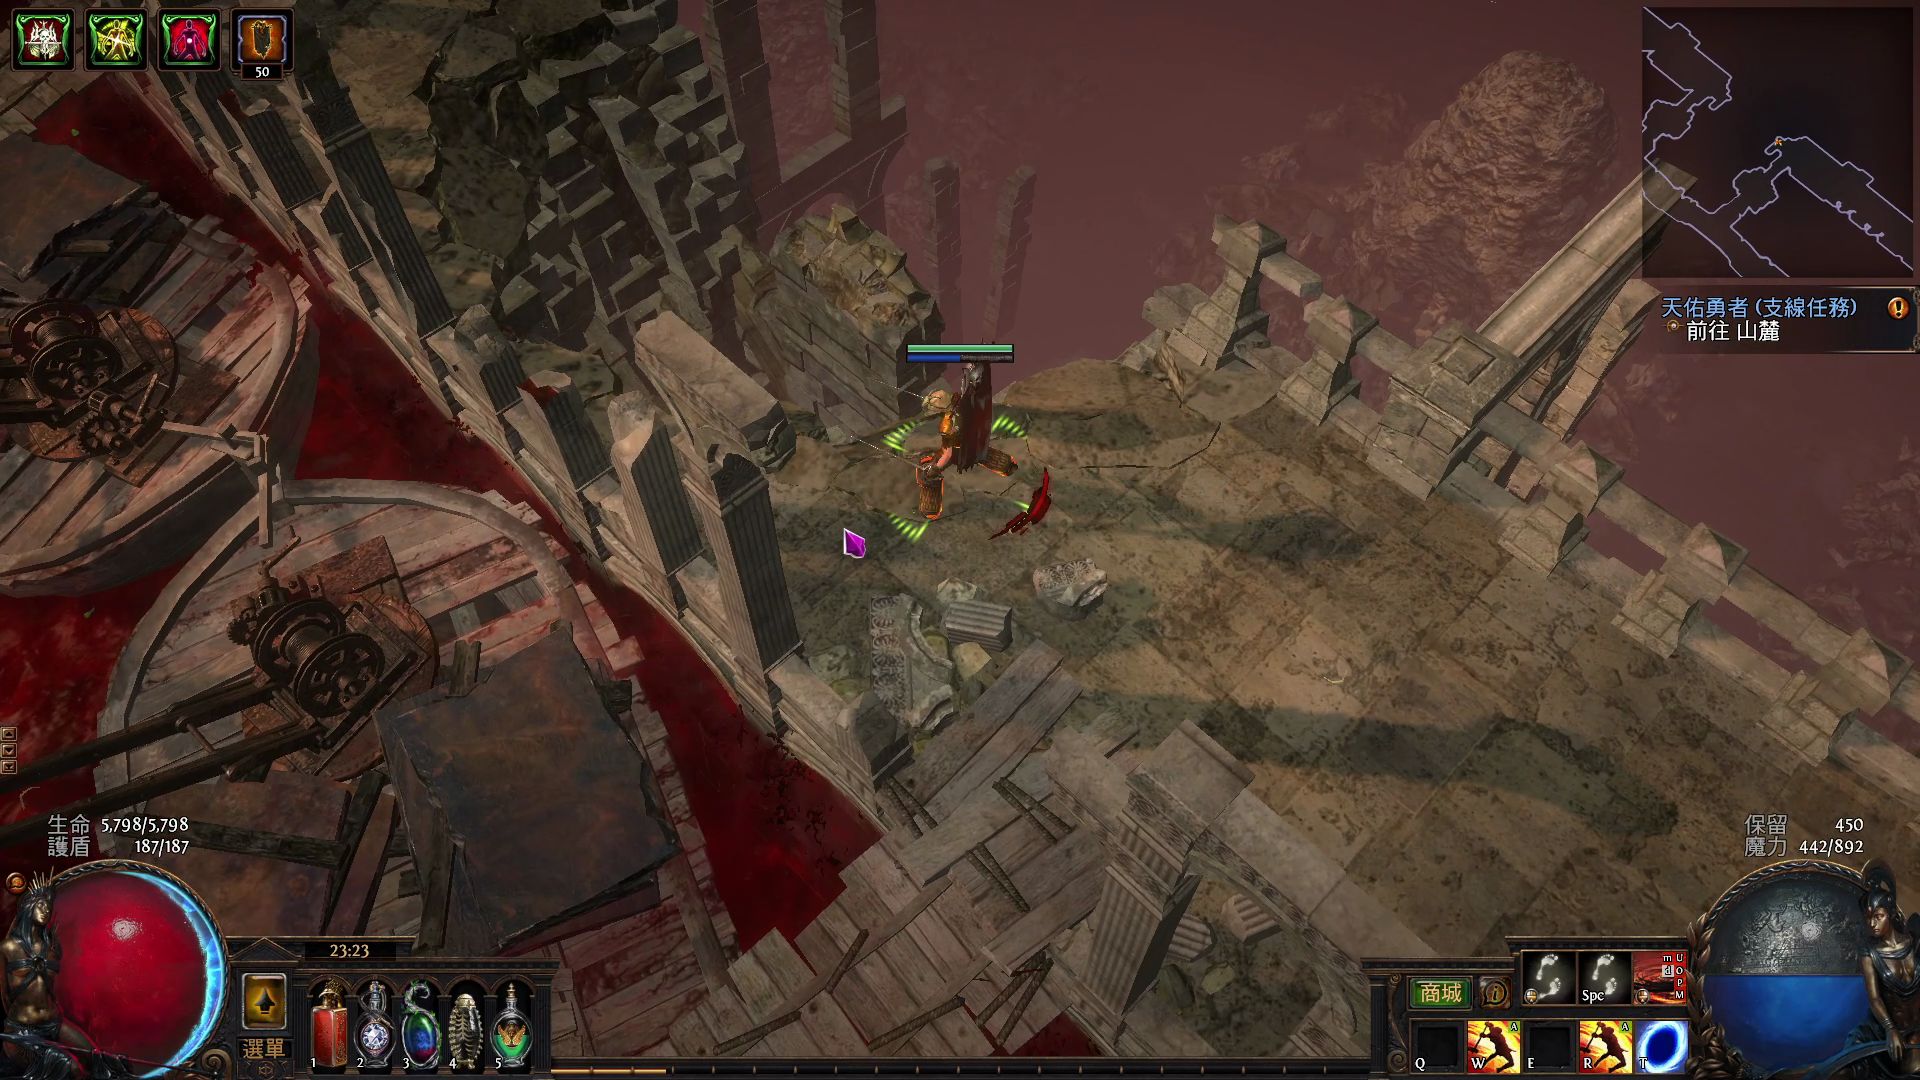 50
天佑勇者 (支線任務)
前往 山麓
生命 5,798/5,798
護盾 187/187
保留 450
魔力 442/892
23:23
選單
1
2
3
4
5
商城
Spc
Q
W
A
E
R
A
T